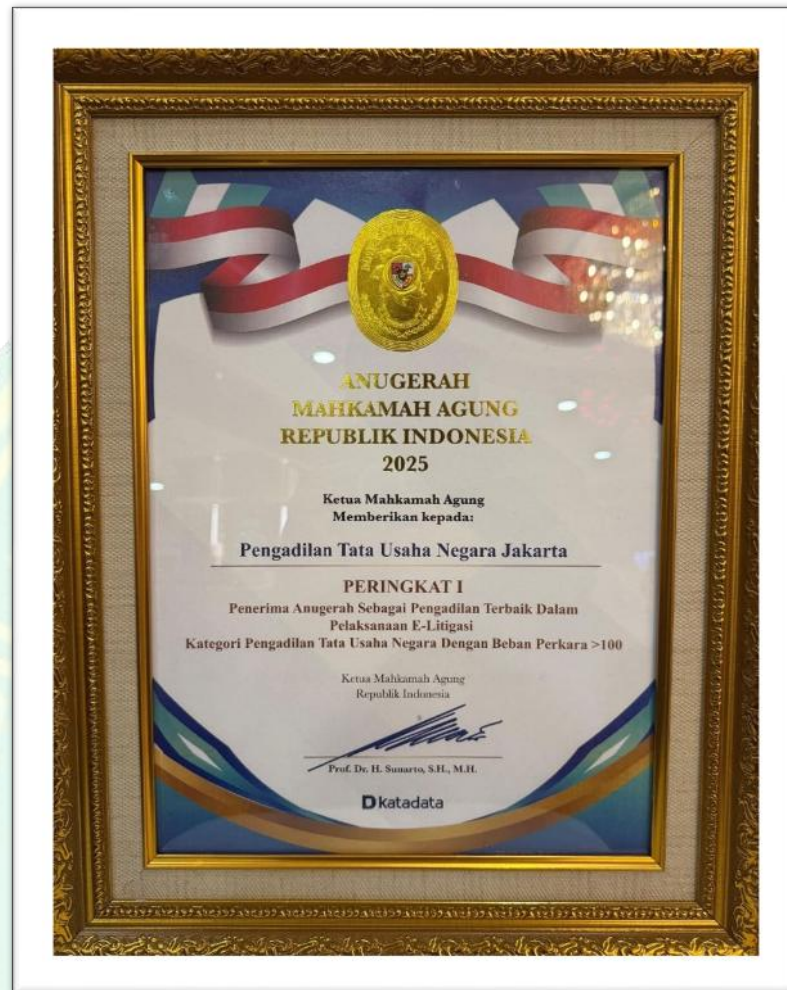 ANUGERAH
MAHKAMAH AGUNG
REPUBLIK INDONESIA
2025
Ketua Mahkamah Agung
Memberikan kepada:
Pengadilan Tata Usaha Negara Jakarta
PERINGKAT I
Penerima Anugerah Sebagai Pengadilan Terbaik Dalam
Pelaksanaan E-Litigasi
Kategori Pengadilan Tata Usaha Negara Dengan Beban Perkara >100
Ketua Mahkamah Agung
Republik Indonesia
Prof. Dr. H. Sunarto, S.H., M.H.
katadata